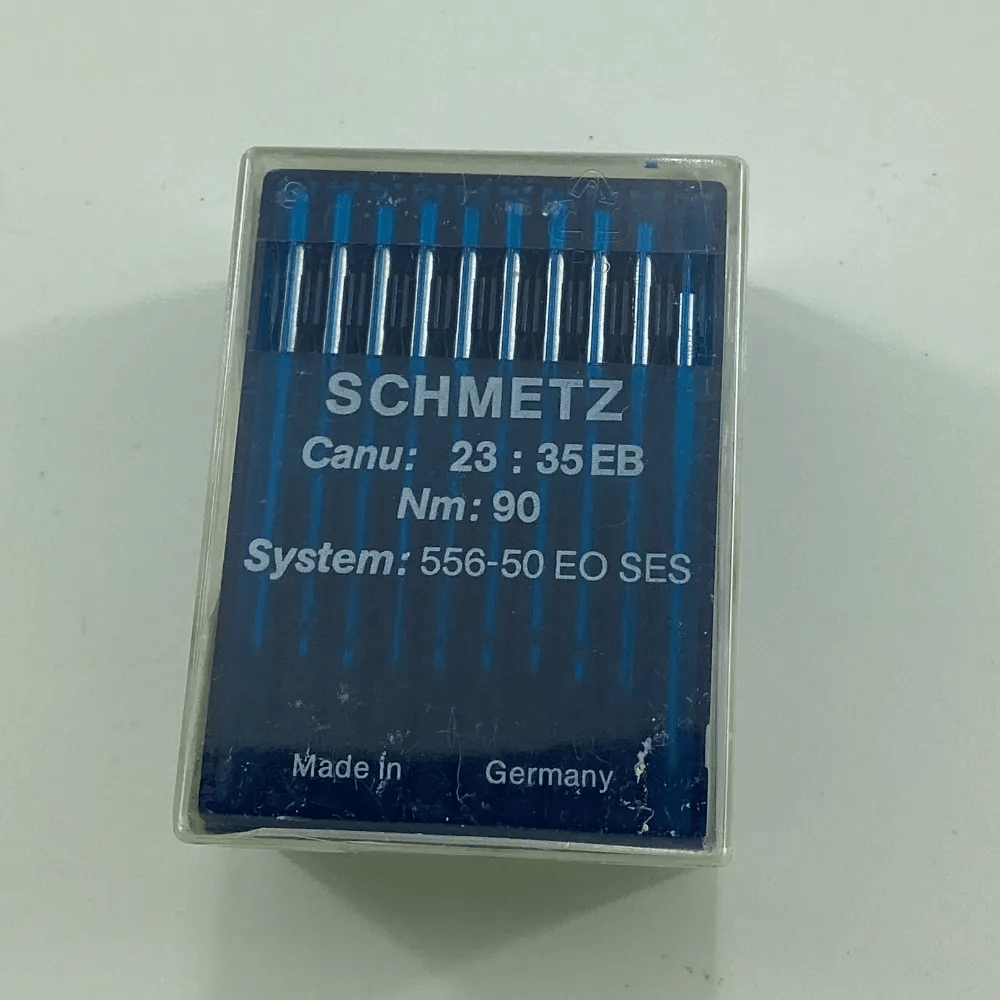 SCHMETZ
Canu: 23 : 35 EB
Nm: 90
System: 556-50 EO SES
Made in Germany